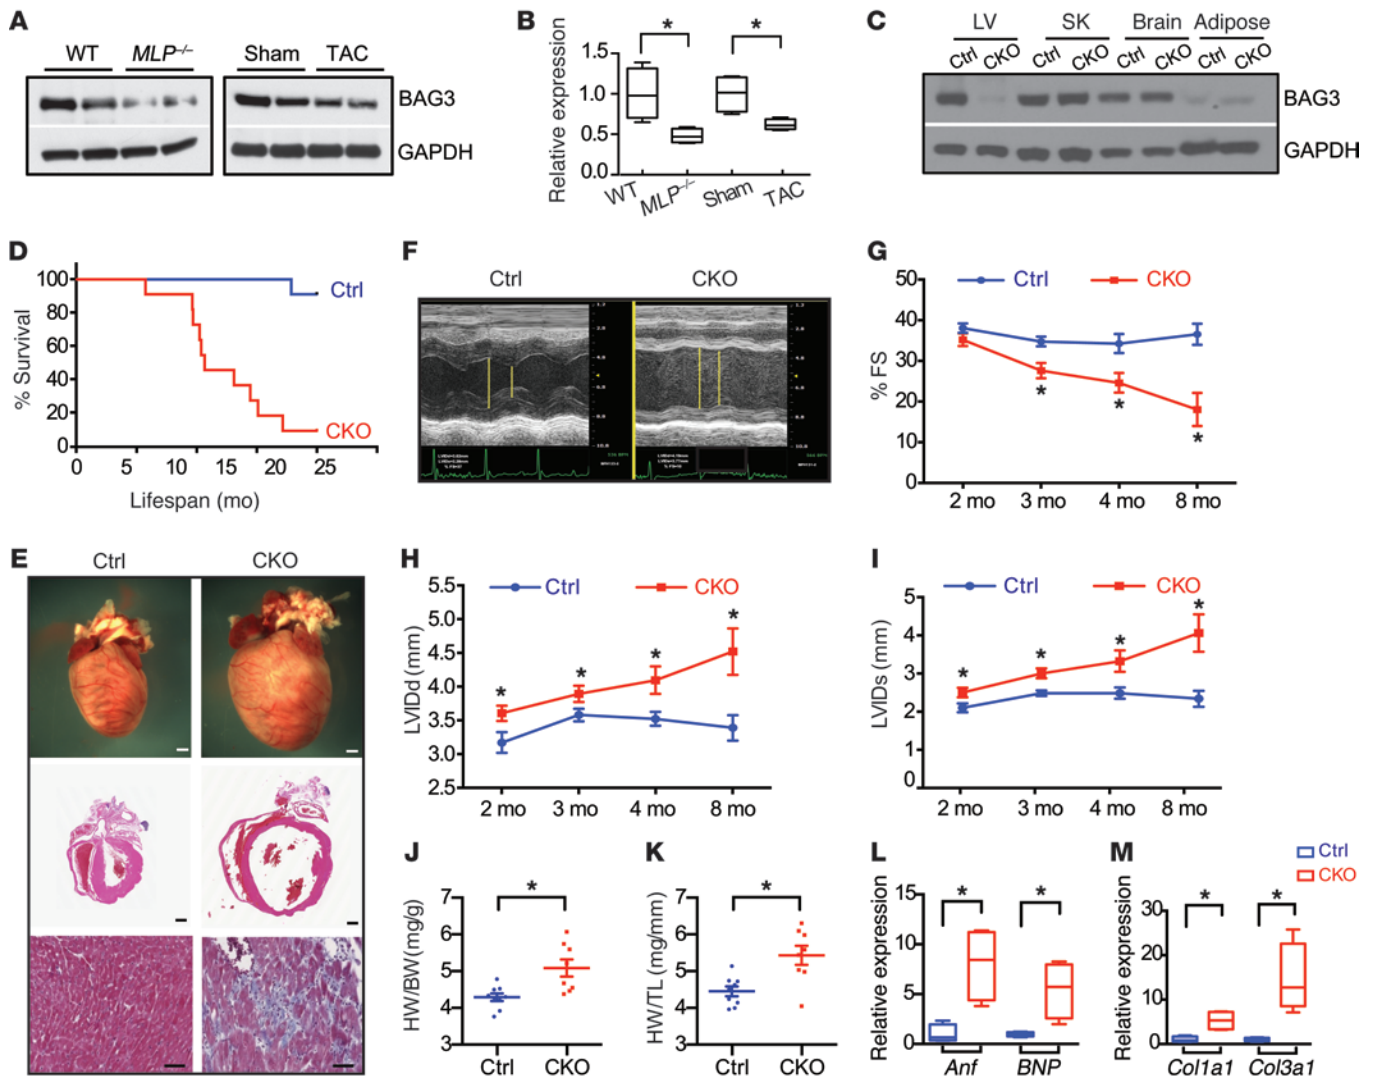 A
WT MLP–/– Sham TAC
BAG3
GAPDH
B
Relative expression
1.5
1.0
0.5
0.0
* *
WT MLP–/– Sham TAC
C
LV SK Brain Adipose
Ctrl CKO Ctrl CKO Ctrl CKO Ctrl CKO
BAG3
GAPDH
D
% Survival
100
80
60
40
20
0
Ctrl
CKO
0 5 10 15 20 25
Lifespan (mo)
F
Ctrl CKO
G
% FS
50
40
30
20
10
0
Ctrl CKO
* * *
2 mo 3 mo 4 mo 8 mo
E
Ctrl CKO
H
LVIDd (mm)
5.5
5.0
4.5
4.0
3.5
3.0
2.5
Ctrl CKO
* * * *
2 mo 3 mo 4 mo 8 mo
I
LVIDs (mm)
5
4
3
2
1
0
Ctrl CKO
* * * *
2 mo 3 mo 4 mo 8 mo
J
HW/BW (mg/g)
7
6
5
4
3
*
Ctrl CKO
K
HW/TL (mg/mm)
7
6
5
4
3
*
Ctrl CKO
L
Relative expression
15
10
5
0
* *
Anf BNP
M
Relative expression
30
20
10
0
* *
Ctrl
CKO
Col1a1 Col3a1